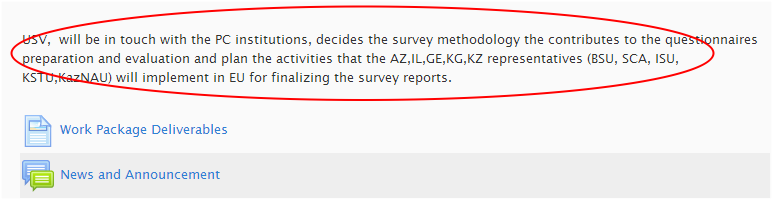 USV,  will be in touch with the PC institutions, decides the survey methodology the contributes to the questionnaires
preparation and evaluation and plan the activities that the AZ,IL,GE,KG,KZ representatives (BSU, SCA, ISU,
KSTU,KazNAU) will implement in EU for finalizing the survey reports.
Work Package Deliverables
News and Announcement